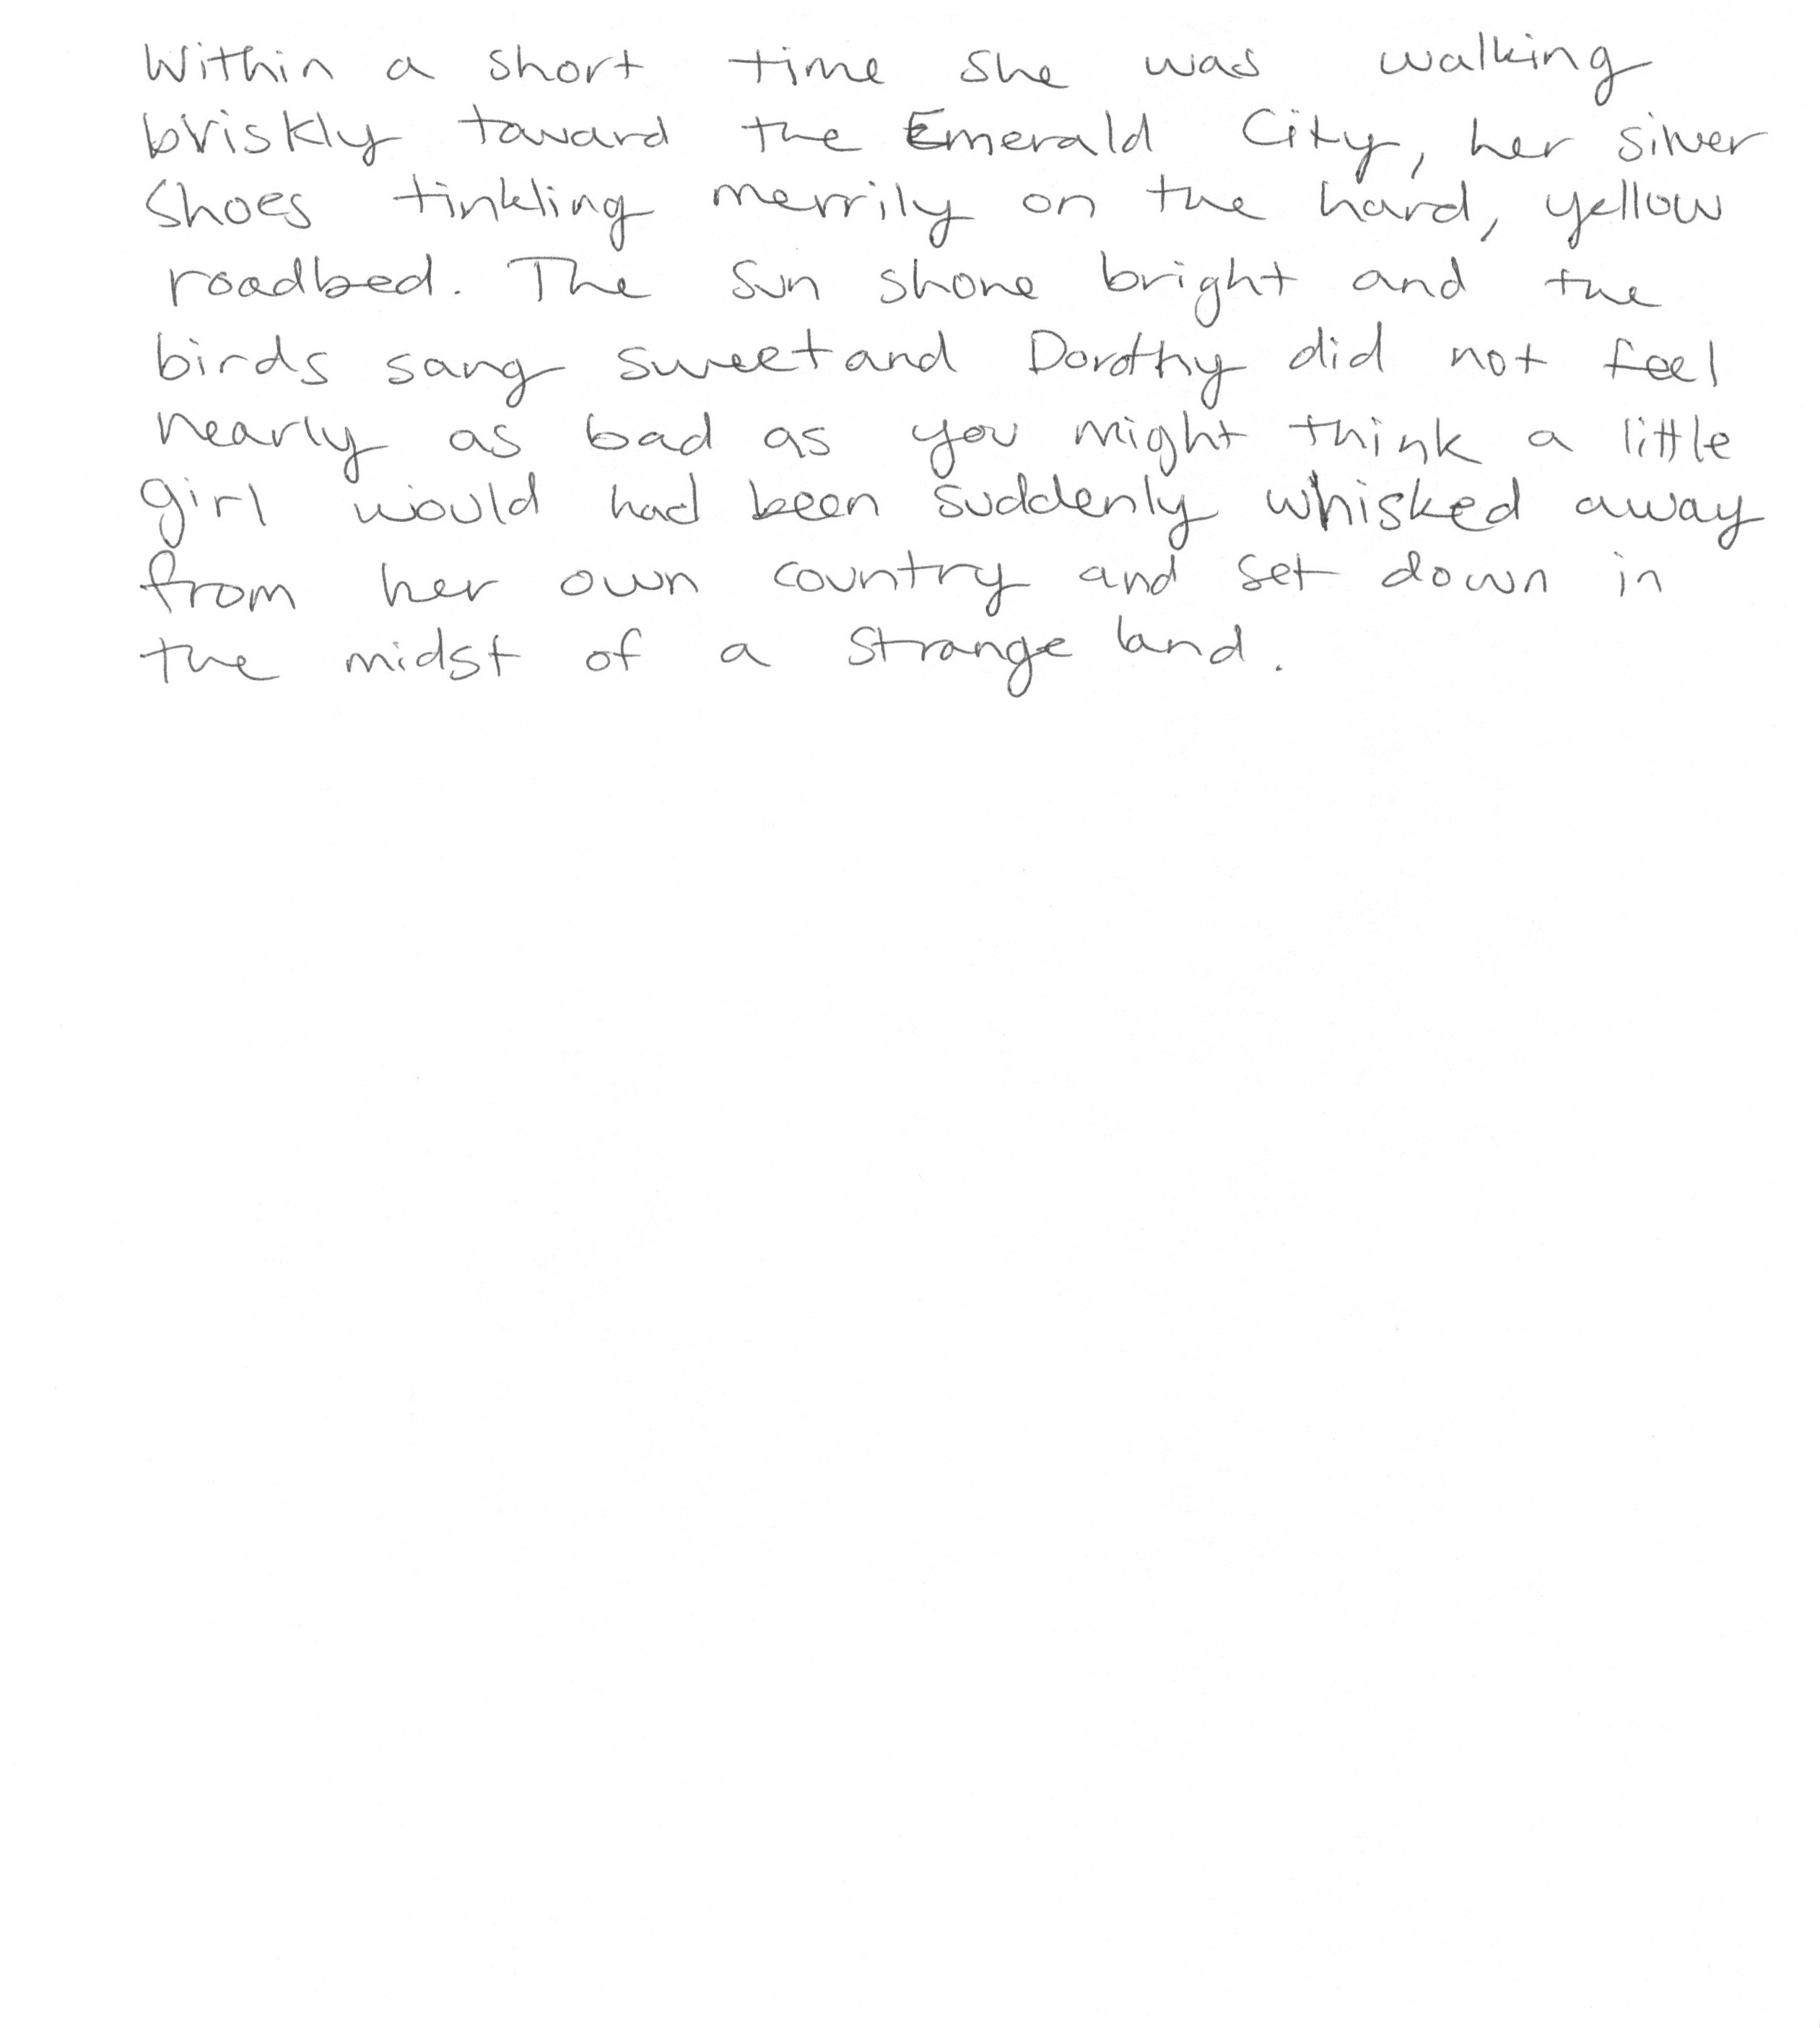 Within a short time she was walking
briskly toward the Emerald City, her silver
shoes tinkling merrily on the hard, yellow
roadbed. The sun shone bright and the
birds sang sweet and Dorothy did not feel
nearly as bad as you might think a little
girl would had been suddenly whisked away
from her own country and set down in
the midst of a strange land.